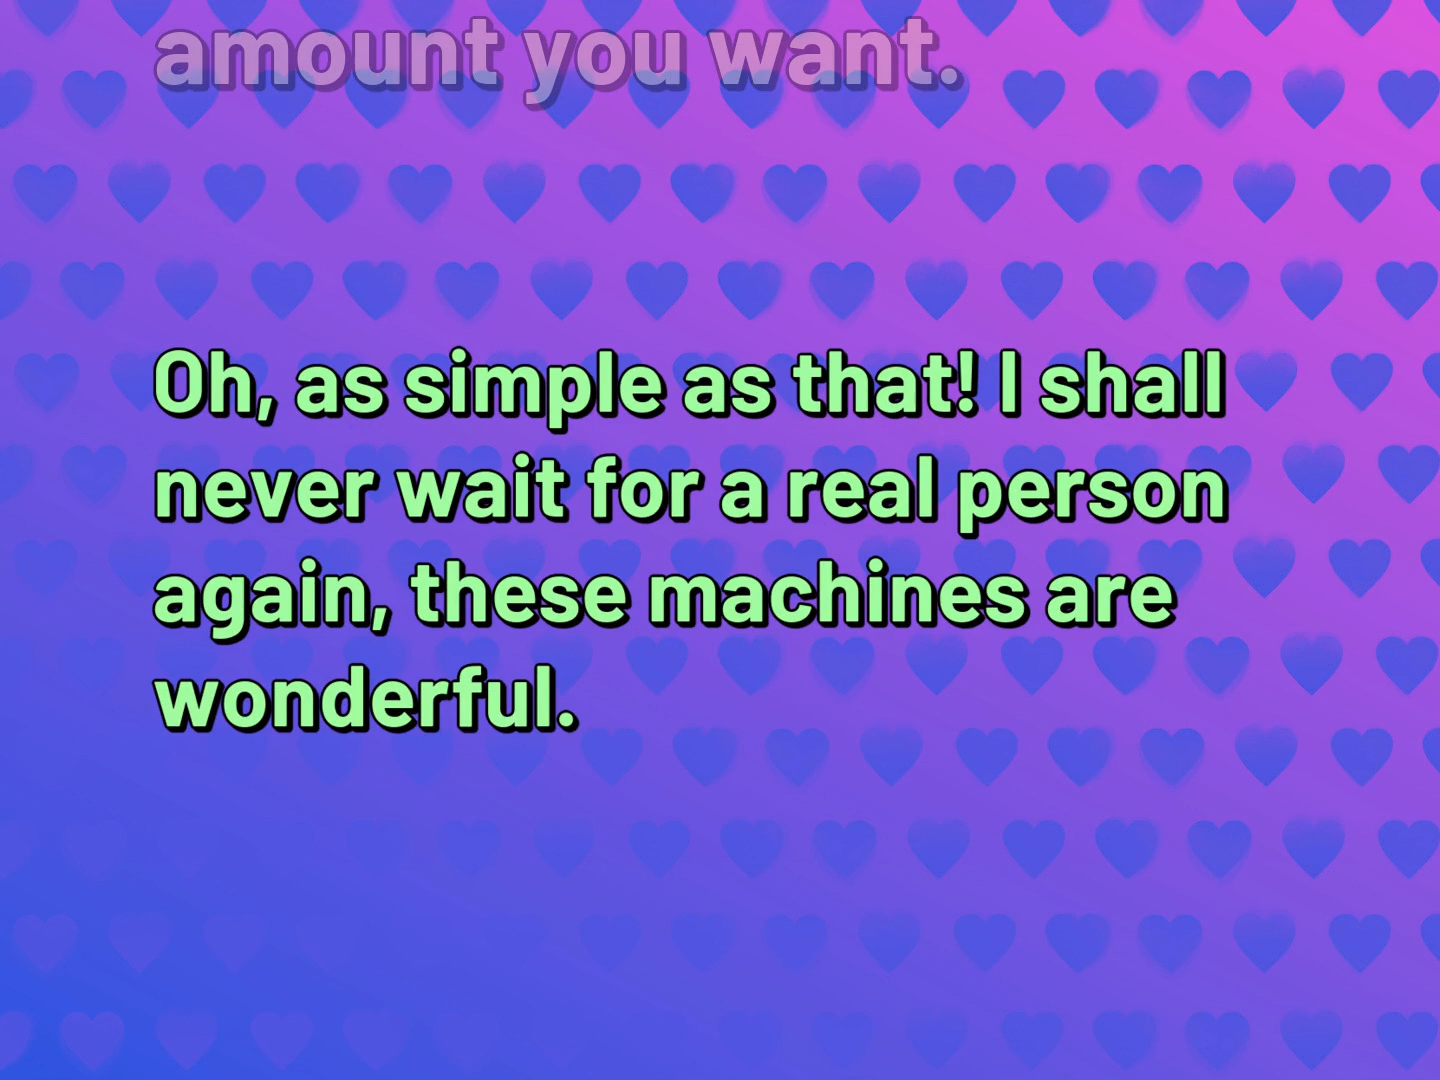 amount you want.
Oh, as simple as that! I shall
never wait for a real person
again, these machines are
wonderful.